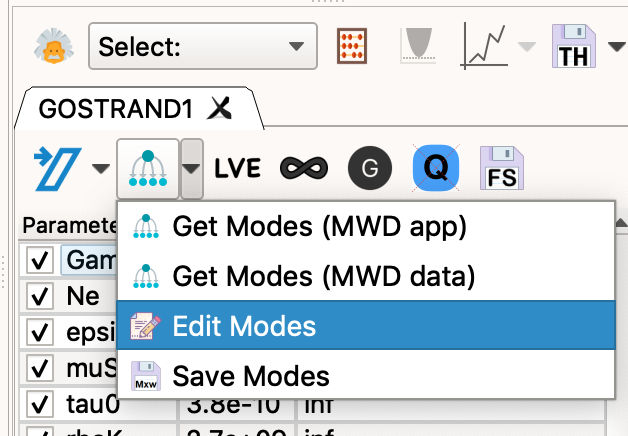 Select:
TH
GOSTRAND1
LVE
G
Q
FS
Get Modes (MWD app)
Get Modes (MWD data)
Edit Modes
Mxw
Save Modes
Ne
tau0 3.8e-10 inf